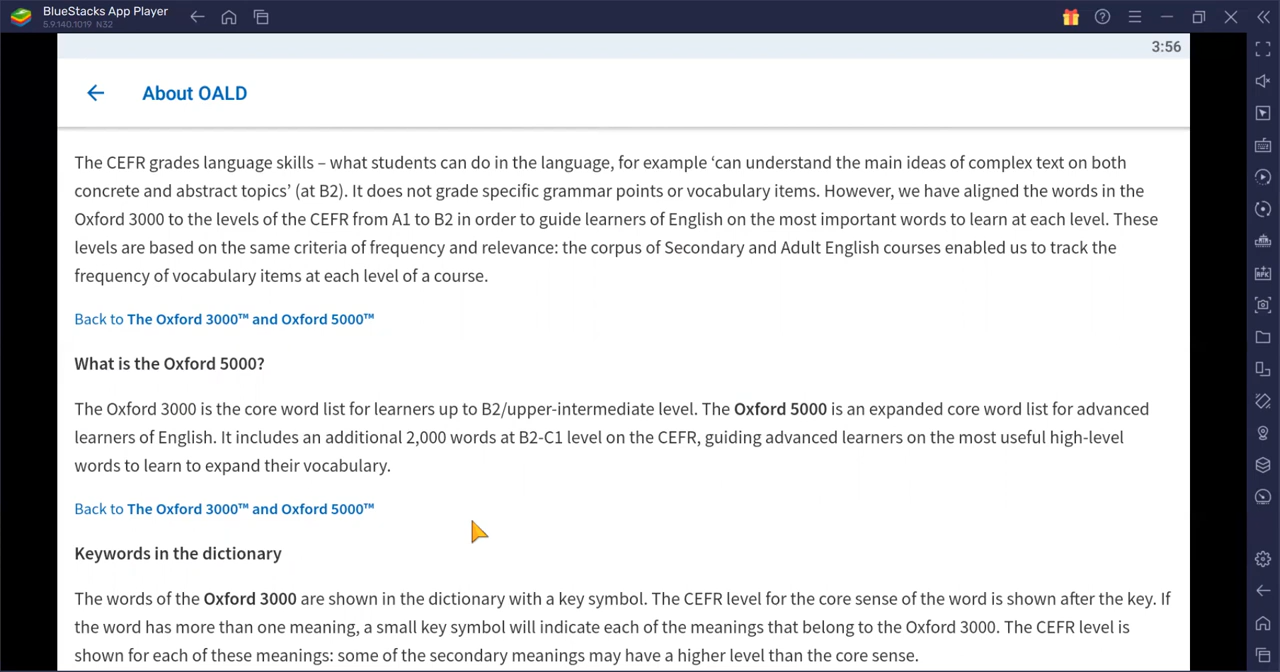 BlueStacks App Player
5.9.140.1019 N32
3:56
About OALD
The CEFR grades language skills – what students can do in the language, for example ‘can understand the main ideas of complex text on both
concrete and abstract topics’ (at B2). It does not grade specific grammar points or vocabulary items. However, we have aligned the words in the
Oxford 3000 to the levels of the CEFR from A1 to B2 in order to guide learners of English on the most important words to learn at each level. These
levels are based on the same criteria of frequency and relevance: the corpus of Secondary and Adult English courses enabled us to track the
frequency of vocabulary items at each level of a course.
Back to The Oxford 3000™ and Oxford 5000™
What is the Oxford 5000?
The Oxford 3000 is the core word list for learners up to B2/upper-intermediate level. The Oxford 5000 is an expanded core word list for advanced
learners of English. It includes an additional 2,000 words at B2-C1 level on the CEFR, guiding advanced learners on the most useful high-level
words to learn to expand their vocabulary.
Back to The Oxford 3000™ and Oxford 5000™
Keywords in the dictionary
The words of the Oxford 3000 are shown in the dictionary with a key symbol. The CEFR level for the core sense of the word is shown after the key. If
the word has more than one meaning, a small key symbol will indicate each of the meanings that belong to the Oxford 3000. The CEFR level is
shown for each of these meanings: some of the secondary meanings may have a higher level than the core sense.